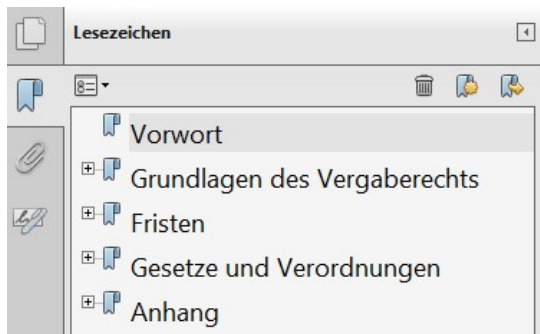 Lesezeichen
Vorwort
Grundlagen des Vergaberechts
Fristen
Gesetze und Verordnungen
Anhang